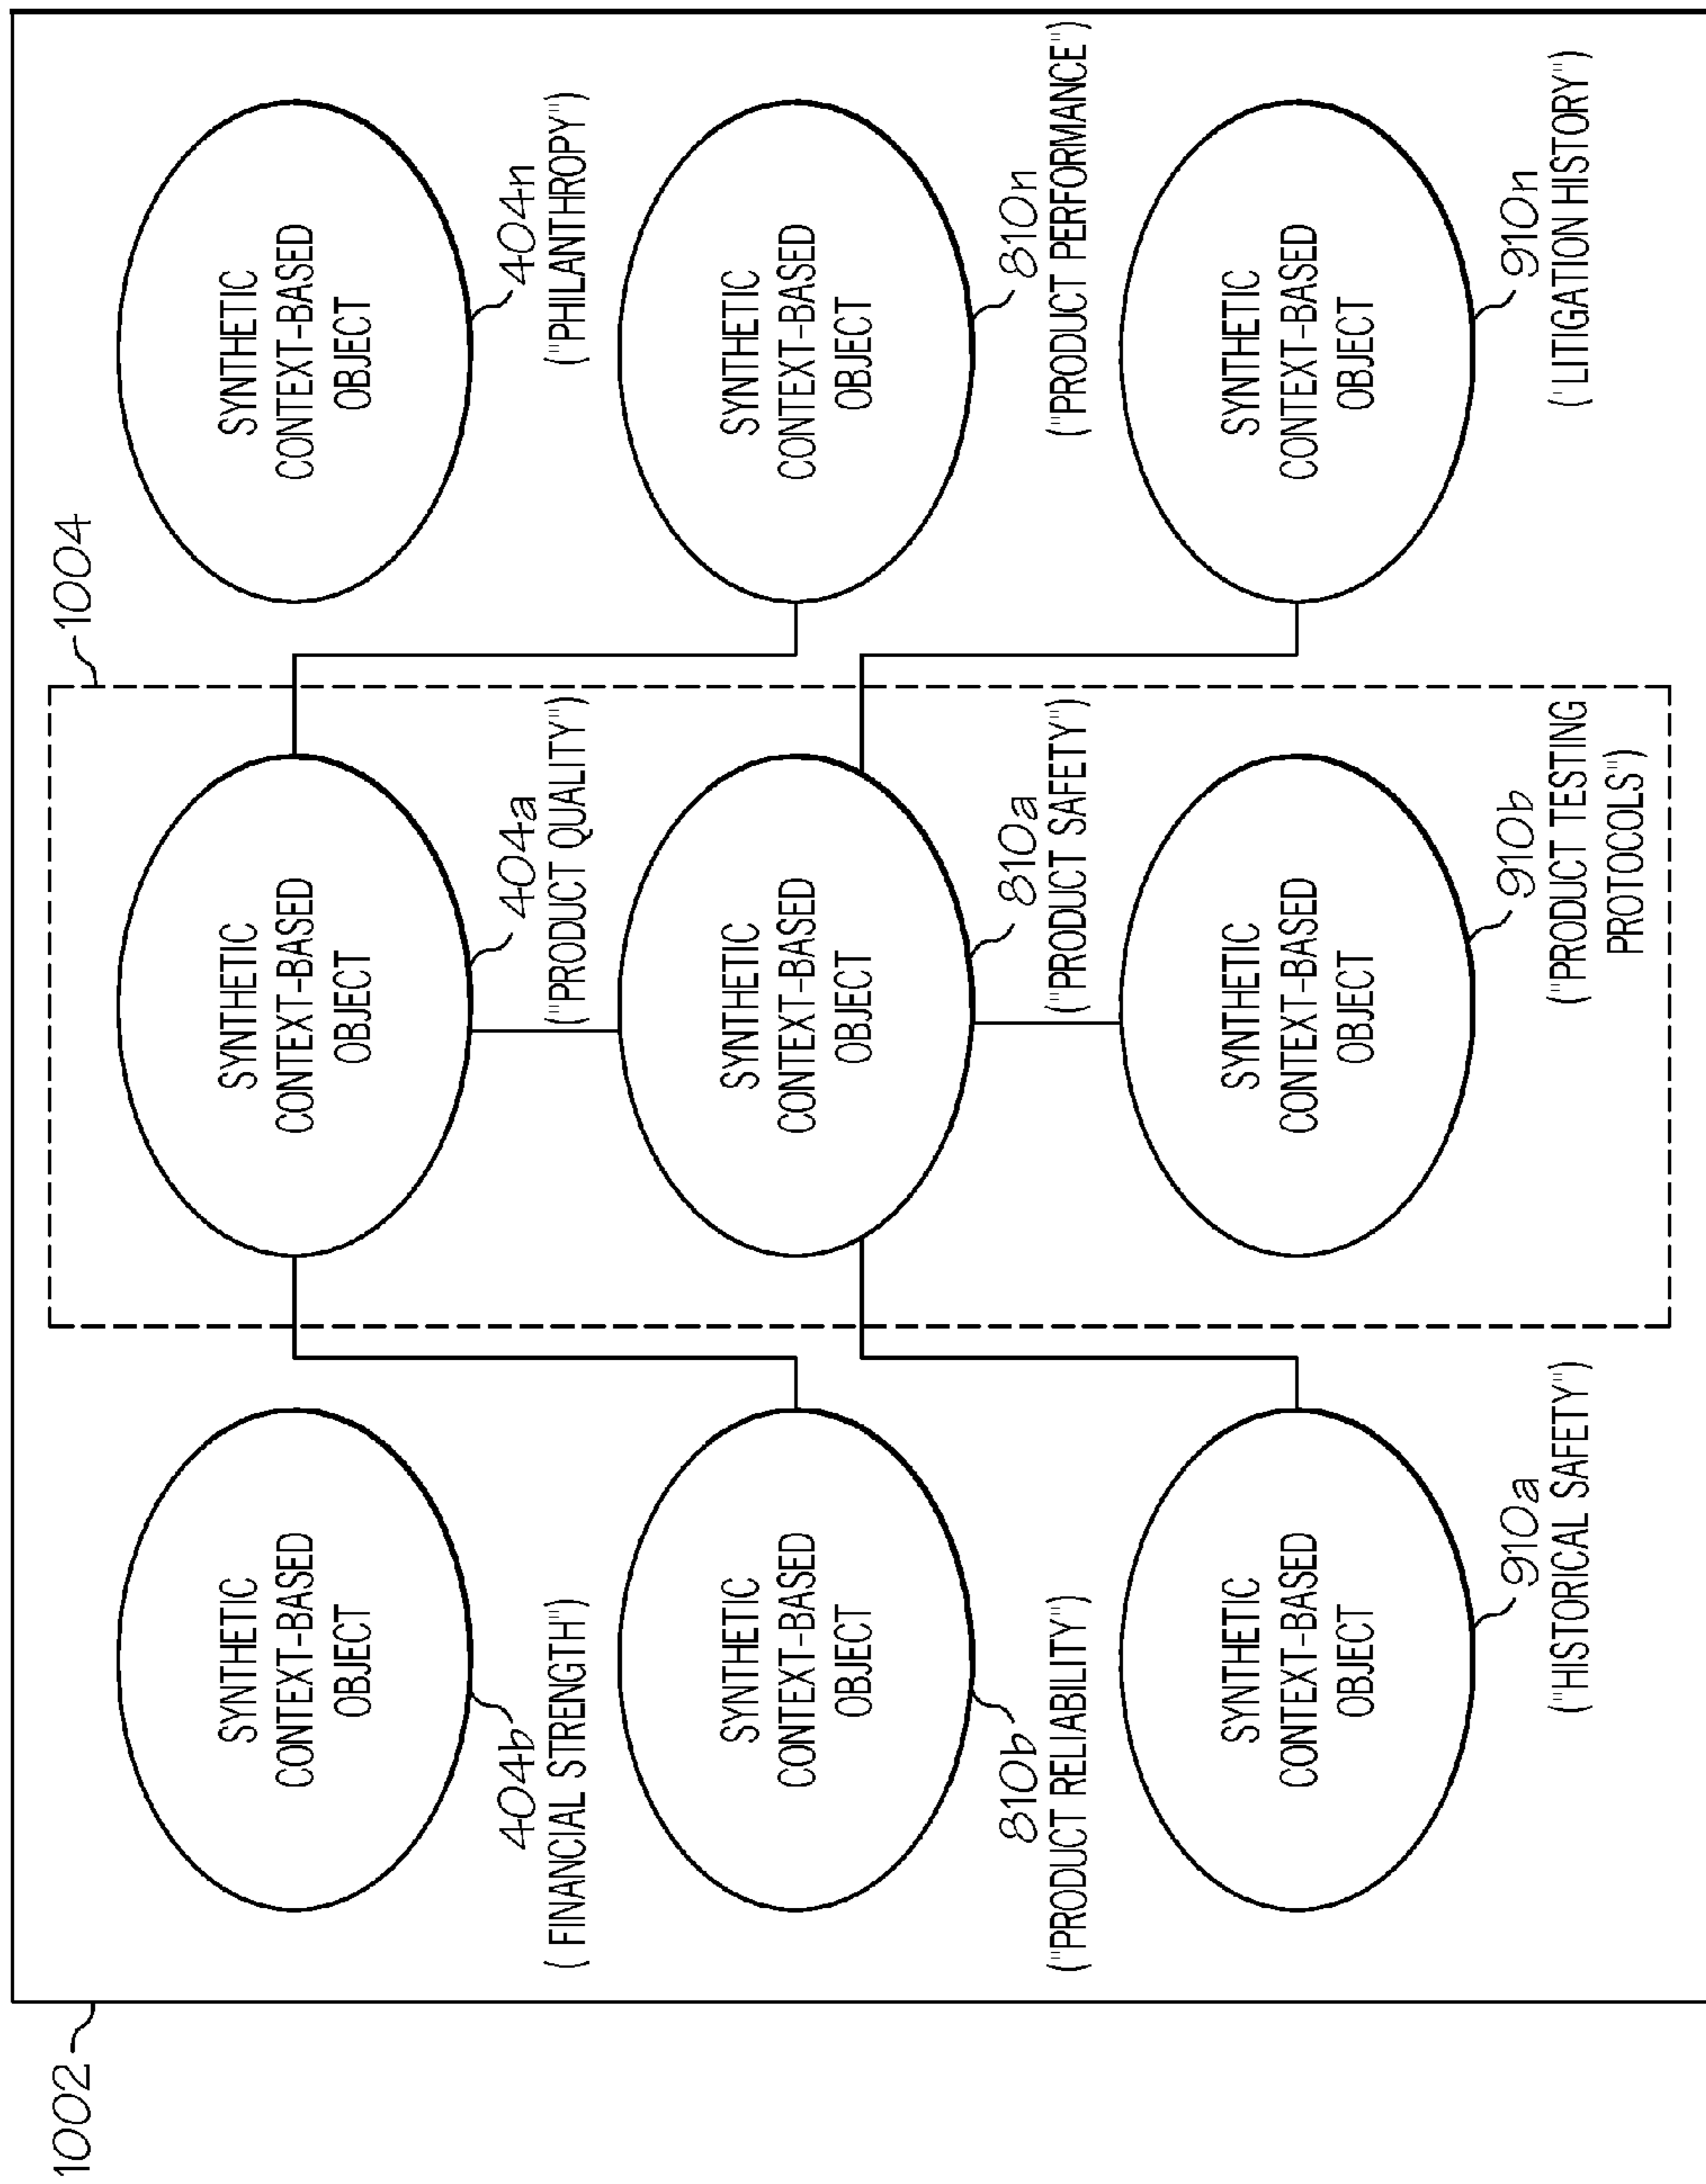 1002
1004
SYNTHETIC
CONTEXT-BASED
OBJECT
404b
( FINANCIAL STRENGTH")
SYNTHETIC
CONTEXT-BASED
OBJECT
404a
("PRODUCT QUALITY")
SYNTHETIC
CONTEXT-BASED
OBJECT
404n
("PHILANTHROPY")
SYNTHETIC
CONTEXT-BASED
OBJECT
810b
("PRODUCT RELIABILITY")
SYNTHETIC
CONTEXT-BASED
OBJECT
810a
("PRODUCT SAFETY")
SYNTHETIC
CONTEXT-BASED
OBJECT
810n
("PRODUCT PERFORMANCE")
SYNTHETIC
CONTEXT-BASED
OBJECT
910a
("HISTORICAL SAFETY")
SYNTHETIC
CONTEXT-BASED
OBJECT
910b
("PRODUCT TESTING
PROTOCOLS")
SYNTHETIC
CONTEXT-BASED
OBJECT
910n
("LITIGATION HISTORY")